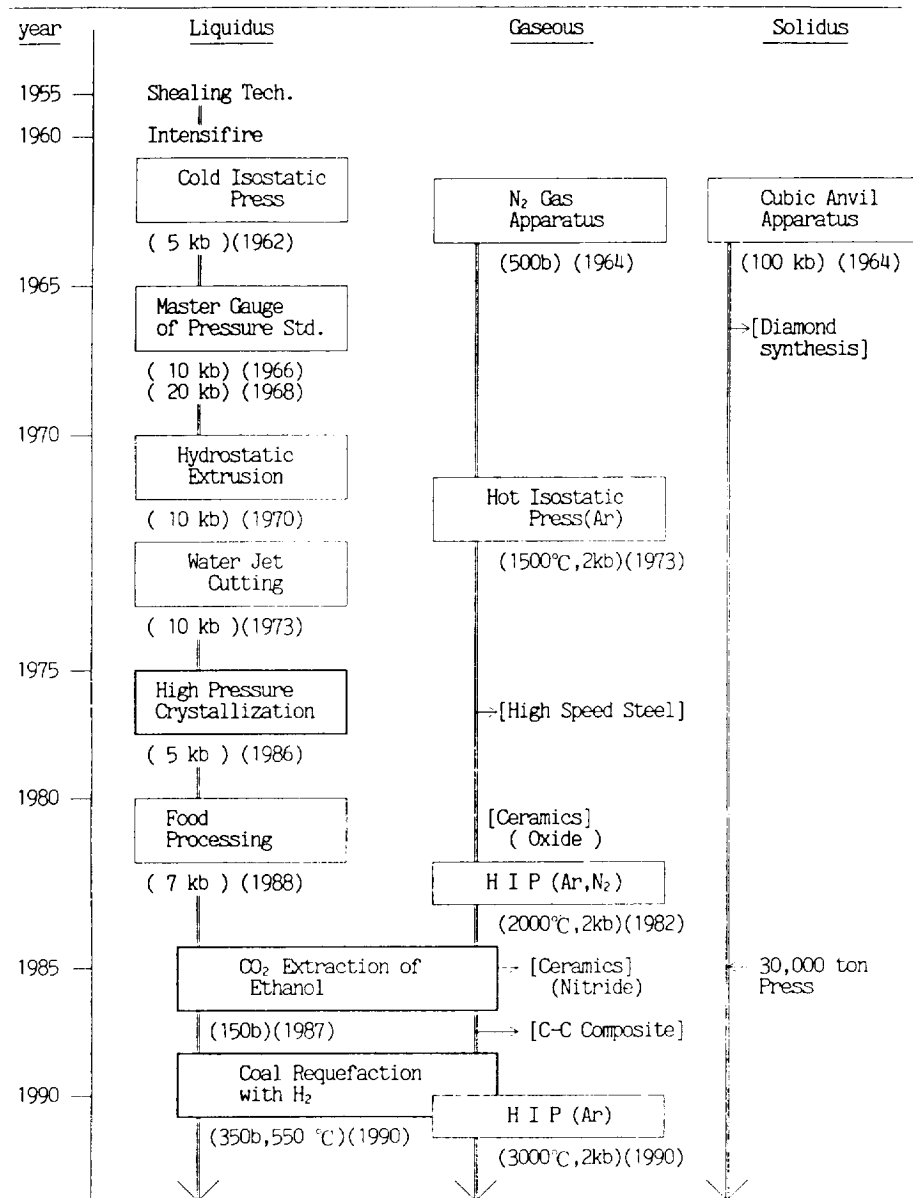 year Liquidus Gaseous Solidus
1955
Shealing Tech.
1960
Intensifire
Cold Isostatic
Press
( 5 kb )(1962)
N₂ Gas
Apparatus
(500b) (1964)
Cubic Anvil
Apparatus
(100 kb) (1964)
1965
Master Gauge
of Pressure Std.
( 10 kb) (1966)
( 20 kb) (1968)
[Diamond
synthesis]
1970
Hydrostatic
Extrusion
( 10 kb) (1970)
Hot Isostatic
Press(Ar)
(1500℃,2kb)(1973)
Water Jet
Cutting
( 10 kb )(1973)
1975
High Pressure
Crystallization
( 5 kb ) (1986)
[High Speed Steel]
1980
Food
Processing
( 7 kb ) (1988)
[Ceramics]
( Oxide )
H I P (Ar,N₂)
(2000℃,2kb)(1982)
1985
CO₂ Extraction of
Ethanol
(150b)(1987)
[Ceramics]
(Nitride)
30,000 ton
Press
[C-C Composite]
Coal Requefaction
with H₂
(350b,550 ℃)(1990)
1990
H I P (Ar)
(3000℃,2kb)(1990)